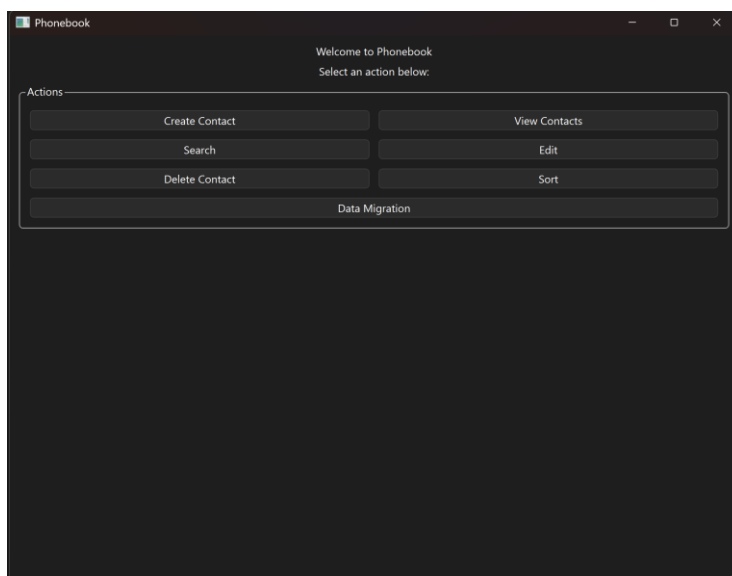 Phonebook
Welcome to Phonebook
Select an action below:
Actions
Create Contact
View Contacts
Search
Edit
Delete Contact
Sort
Data Migration